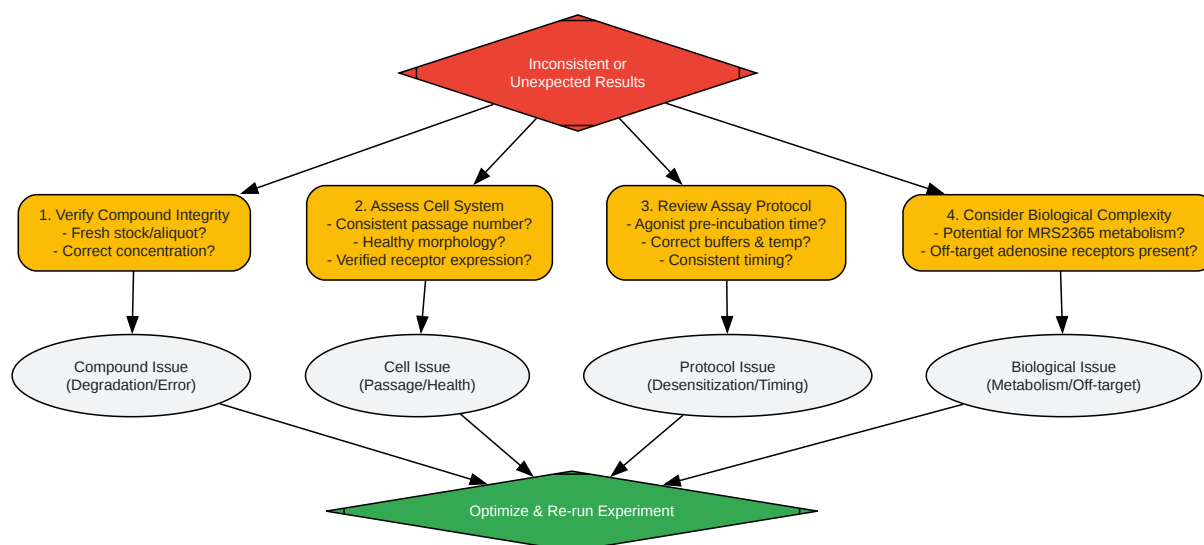 Inconsistent or
Unexpected Results
1. Verify Compound Integrity
- Fresh stock/aliquot?
- Correct concentration?
2. Assess Cell System
- Consistent passage number?
- Healthy morphology?
- Verified receptor expression?
3. Review Assay Protocol
- Agonist pre-incubation time?
- Correct buffers & temp?
- Consistent timing?
4. Consider Biological Complexity
- Potential for MRS2365 metabolism?
- Off-target adenosine receptors present?
Compound Issue
(Degradation/Error)
Cell Issue
(Passage/Health)
Protocol Issue
(Desensitization/Timing)
Biological Issue
(Metabolism/Off-target)
Optimize & Re-run Experiment